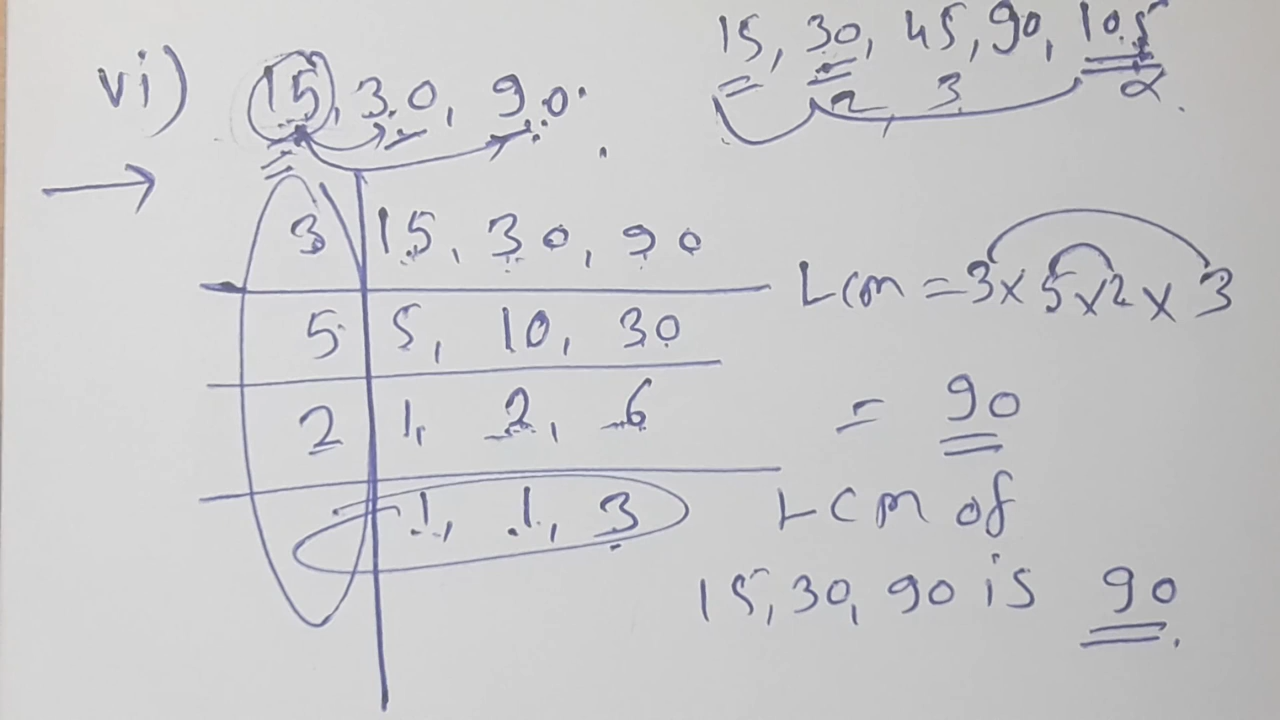 15, 30, 45, 90, 105
2, 3 2
vi) 15, 30, 90
3 15, 30, 90
5 5, 10, 30
2 1, 2, 6
1, 1, 3
LCM = 3 x 5 x 2 x 3
= 90
LCM of
15, 30, 90 is 90.